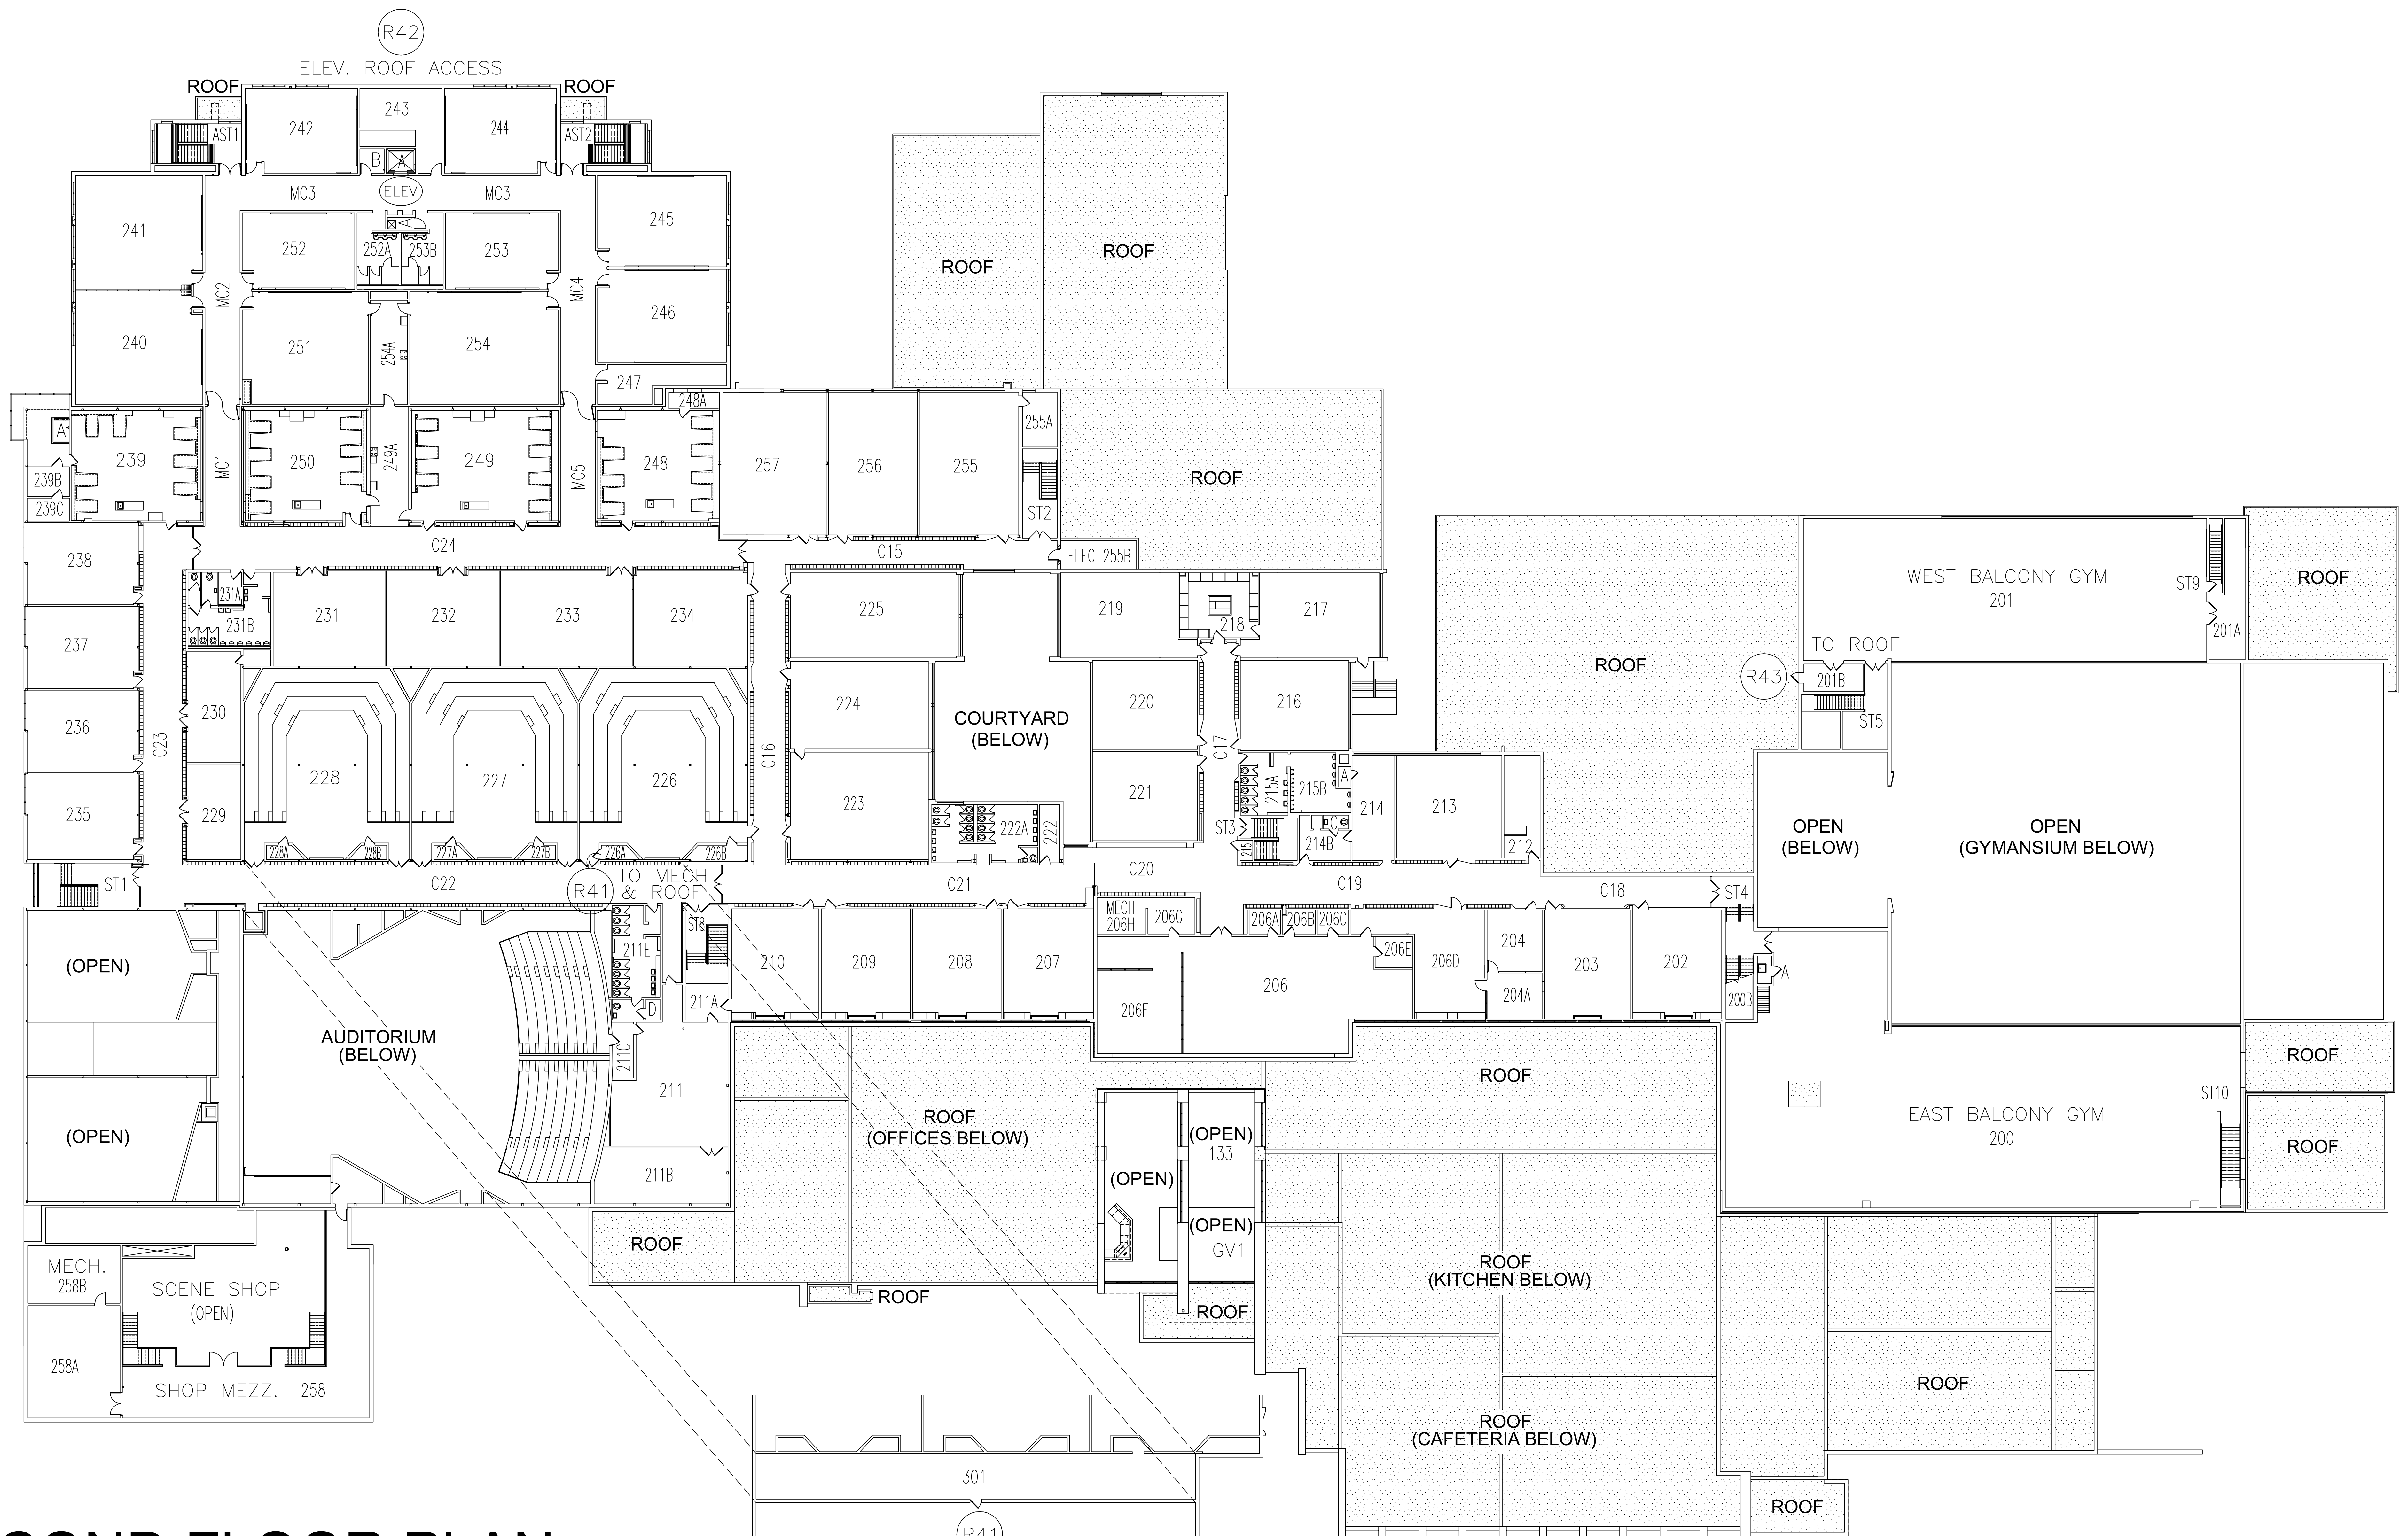 R42
ELEV. ROOF ACCESS
ROOF
ROOF
AST1
242
243
244
AST2
B
A
ELEV
MC3
MC3
241
252
252A
A
253B
253
245
MC2
MC4
240
251
254A
254
246
247
248A
A
239
239B
239C
MC1
250
249A
249
MC5
248
257
256
255
255A
ST2
ROOF
ROOF
ROOF
C24
C15
ELEC 255B
238
231A
231B
231
232
233
234
225
219
218
217
237
230
236
C23
228
227
226
C16
224
COURTYARD
(BELOW)
220
C17
216
235
229
223
221
215A
215B
A
214
213
212
228A
228B
227A
227B
226A
226B
222A
222
ST3
215
C
214B
ROOF
WEST BALCONY GYM
201
ST9
201A
ROOF
TO ROOF
R43
201B
ST5
OPEN
(BELOW)
OPEN
(GYMANSIUM BELOW)
ST1
C22
R41
TO MECH
& ROOF
C21
C20
C19
C18
ST4
(OPEN)
AUDITORIUM
(BELOW)
211E
ST8
D
211A
211C
211
211B
210
209
208
207
MECH
206H
206G
206A
206B
206C
206E
206D
206
206F
204
204A
203
202
200B
A
(OPEN)
ROOF
(OFFICES BELOW)
ROOF
(OPEN)
133
(OPEN)
(OPEN)
GV1
ROOF
EAST BALCONY GYM
200
ST10
ROOF
ROOF
ROOF
ROOF
ROOF
(KITCHEN BELOW)
MECH.
258B
SCENE SHOP
(OPEN)
258A
SHOP MEZZ. 258
ROOF
(CAFETERIA BELOW)
ROOF
ROOF
301
R41
COND FLOOR PLAN